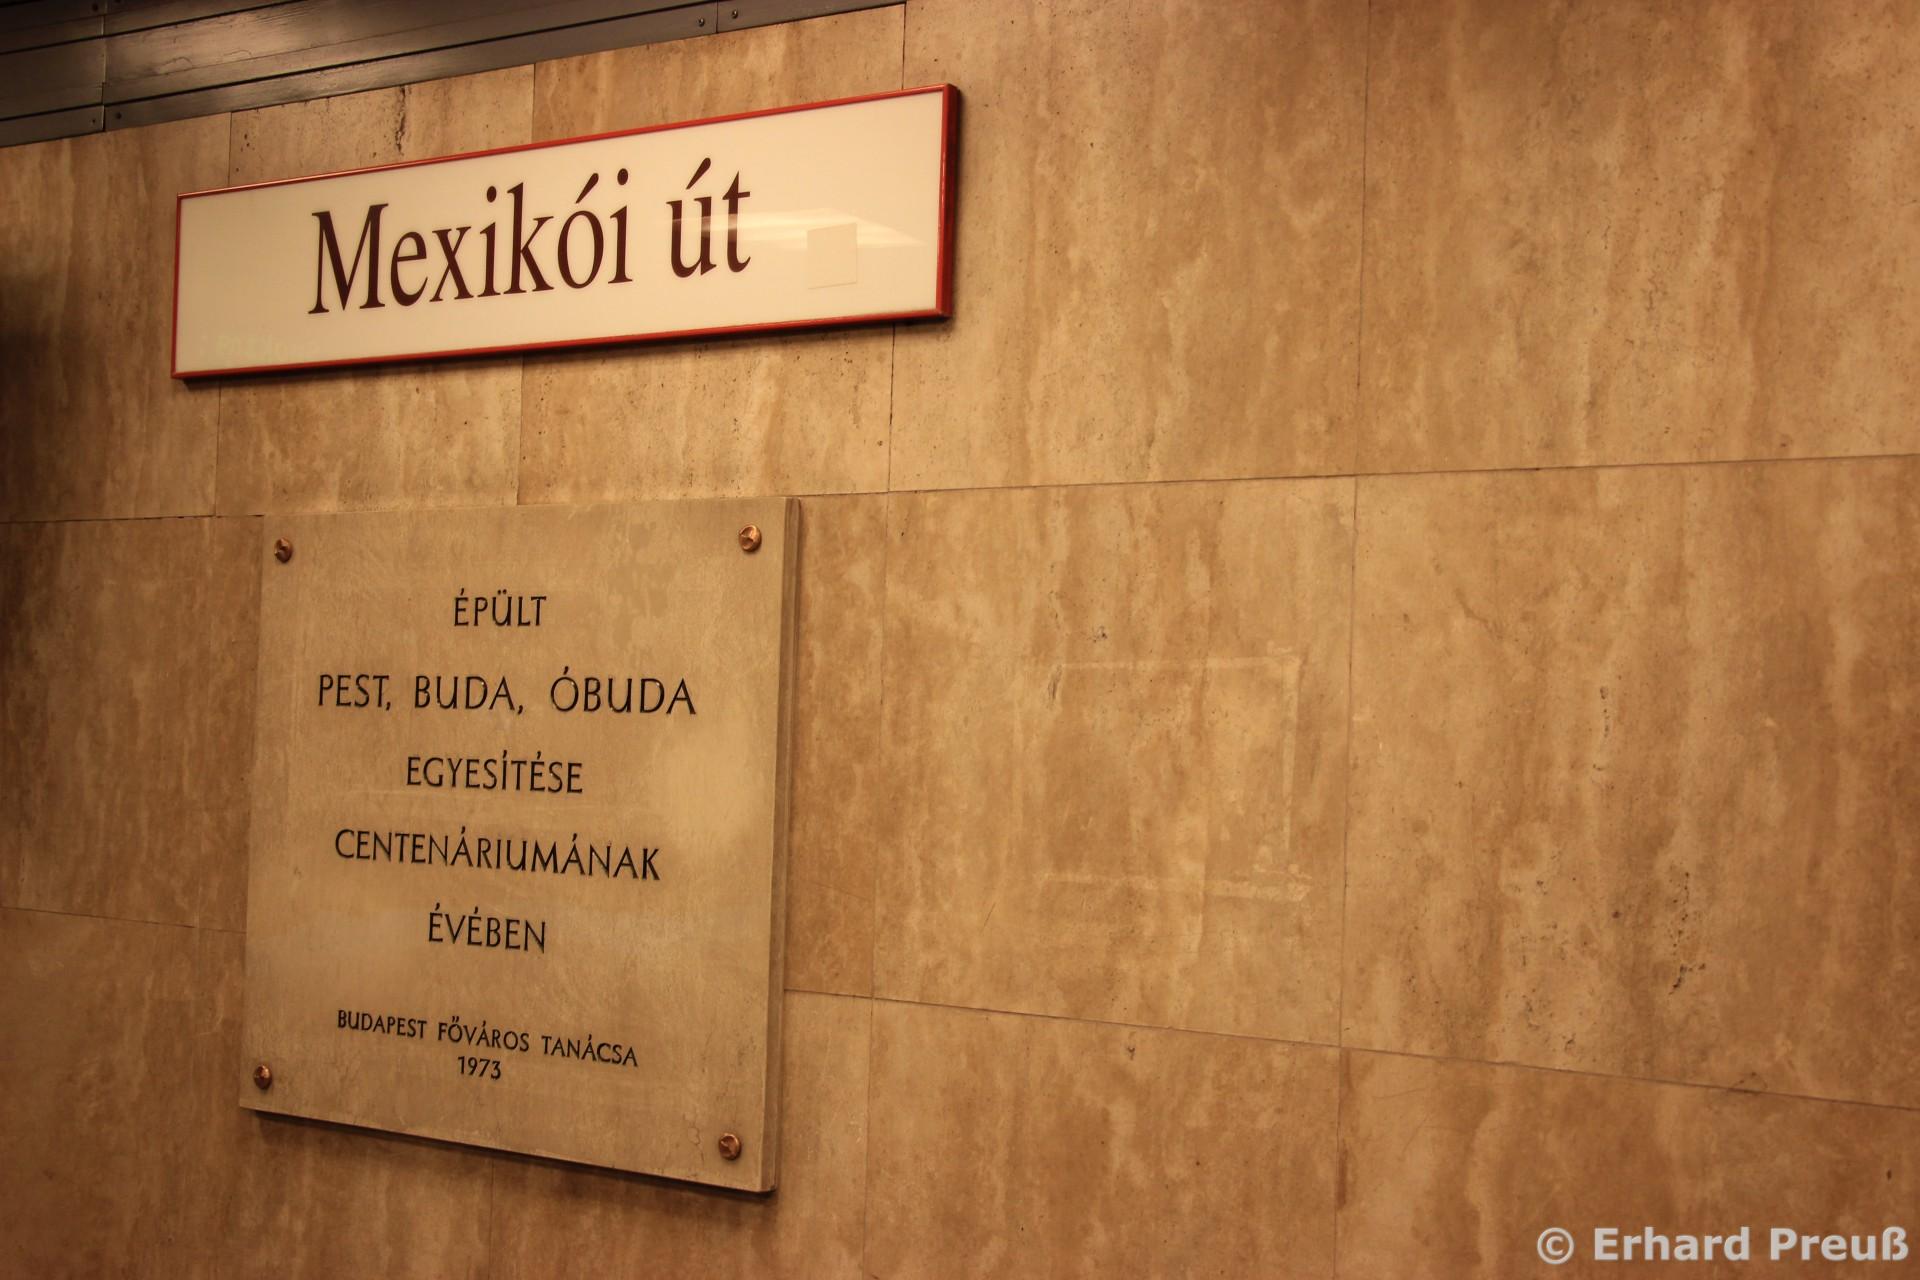 Mexikói út
ÉPÜLT
PEST, BUDA, ÓBUDA
EGYESÍTÉSE
CENTENÁRIUMÁNAK
ÉVÉBEN
BUDAPEST FŐVÁROS TANÁCSA
1973
© Erhard Preuß